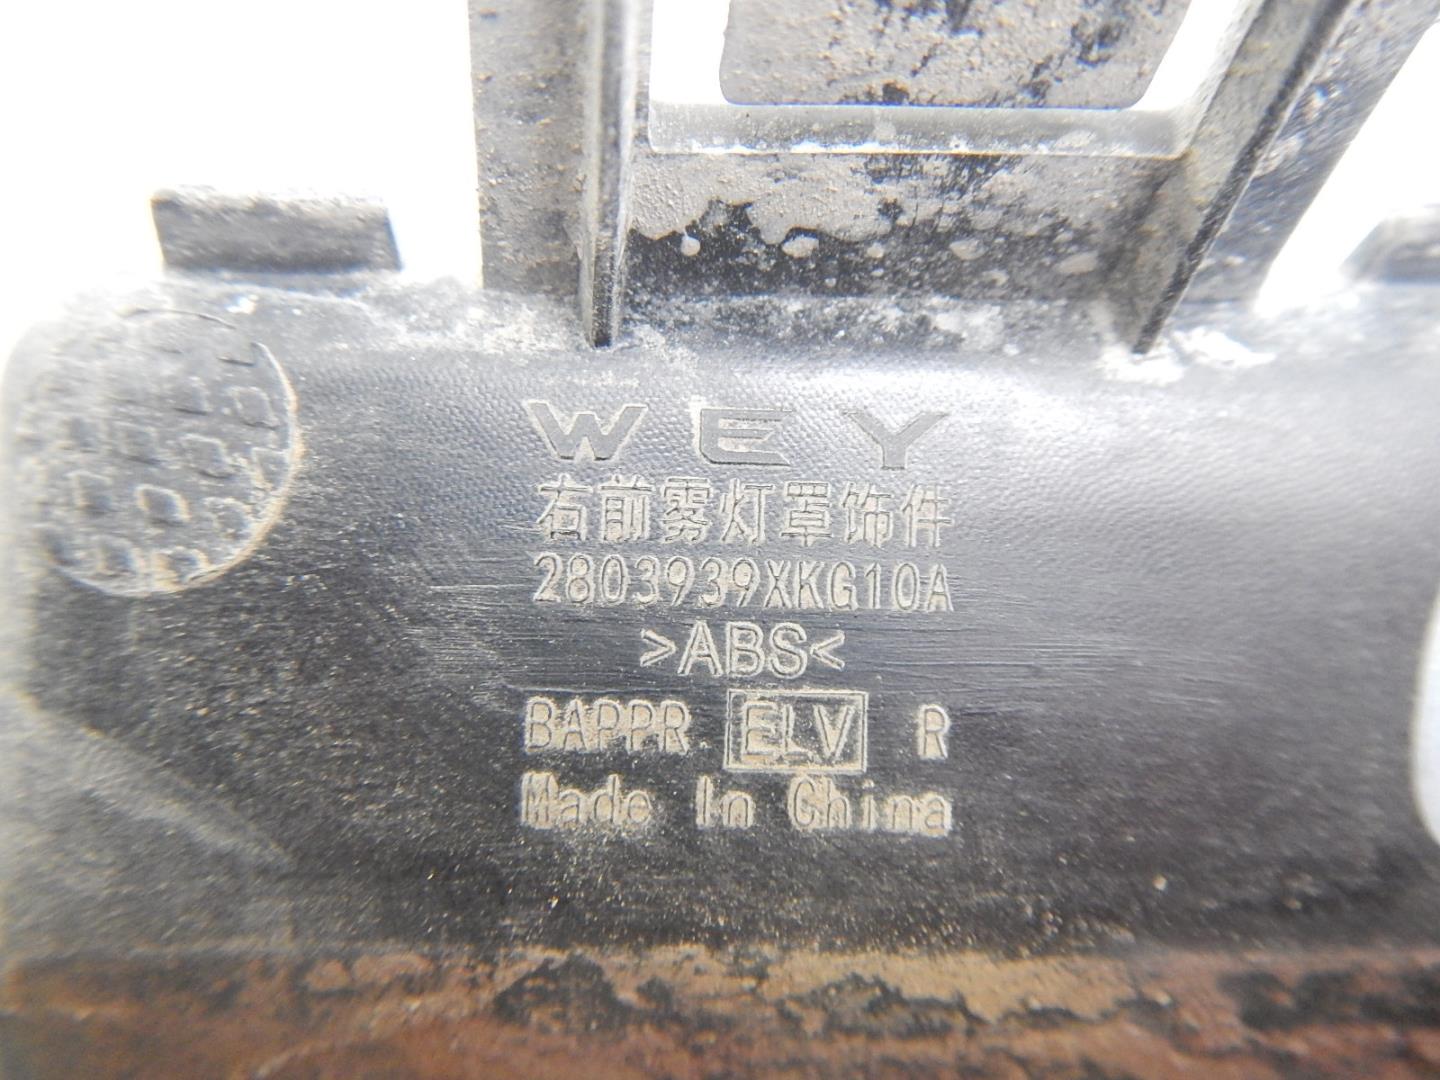 WEY
右前雾灯罩饰件
2803939XKG10A
>ABS<
BAPPR ELV R
Made In China